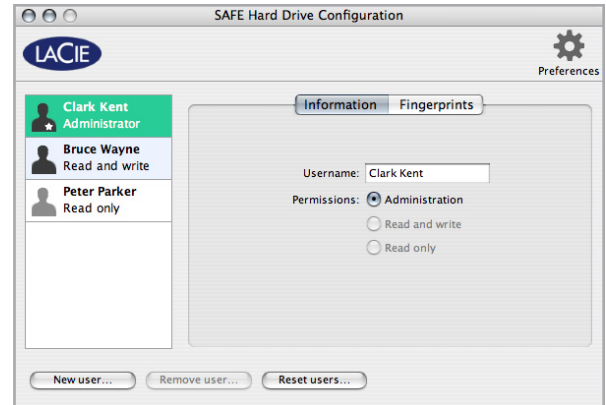 SAFE Hard Drive Configuration
LACIE
Preferences
Clark Kent
Administrator
Bruce Wayne
Read and write
Peter Parker
Read only
Information Fingerprints
Username: Clark Kent
Permissions: Administration
Read and write
Read only
New user... Remove user... Reset users...